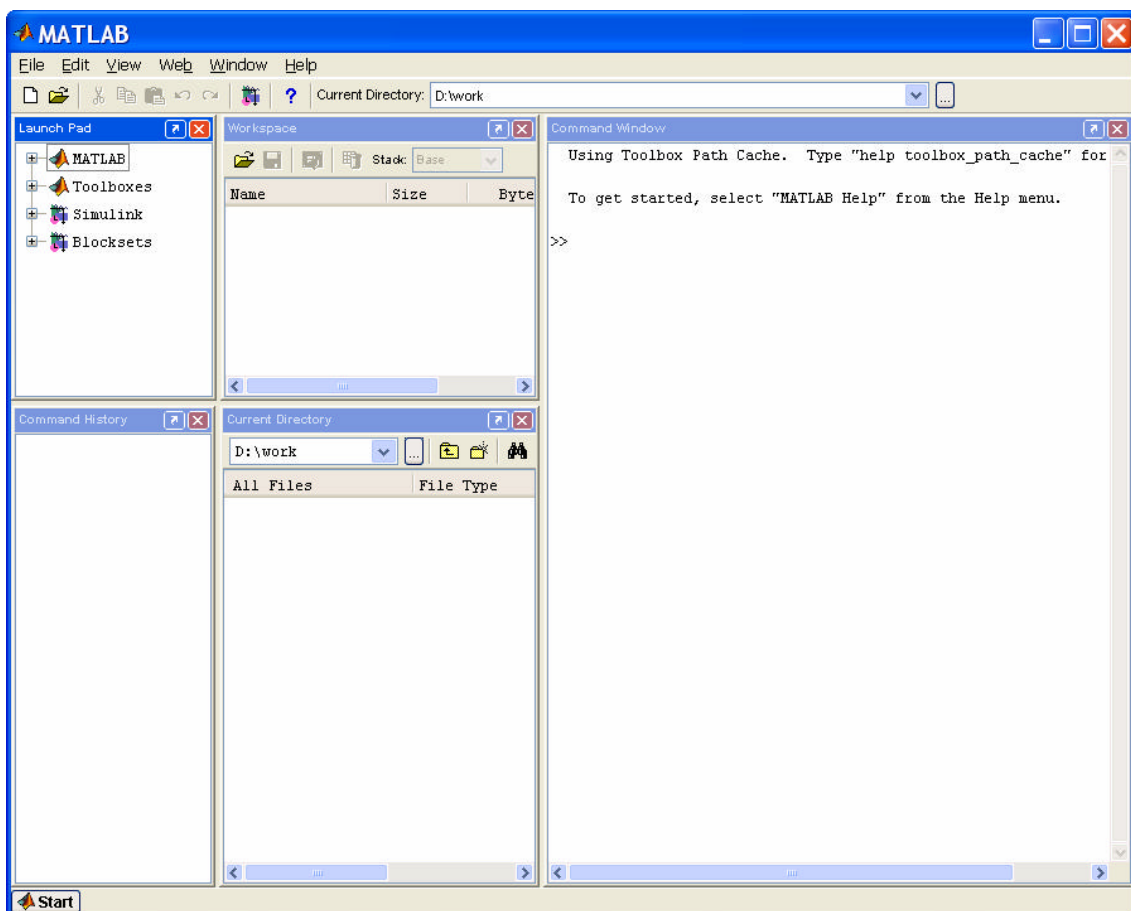 MATLAB
File Edit View Web Window Help
Current Directory: D:\work
Launch Pad
MATLAB
Toolboxes
Simulink
Blocksets
Workspace
Stack: Base
Name Size Byte
Command Window
Using Toolbox Path Cache. Type "help toolbox_path_cache" for
To get started, select "MATLAB Help" from the Help menu.
>>
Command History
Current Directory
D:\work
All Files File Type
Start